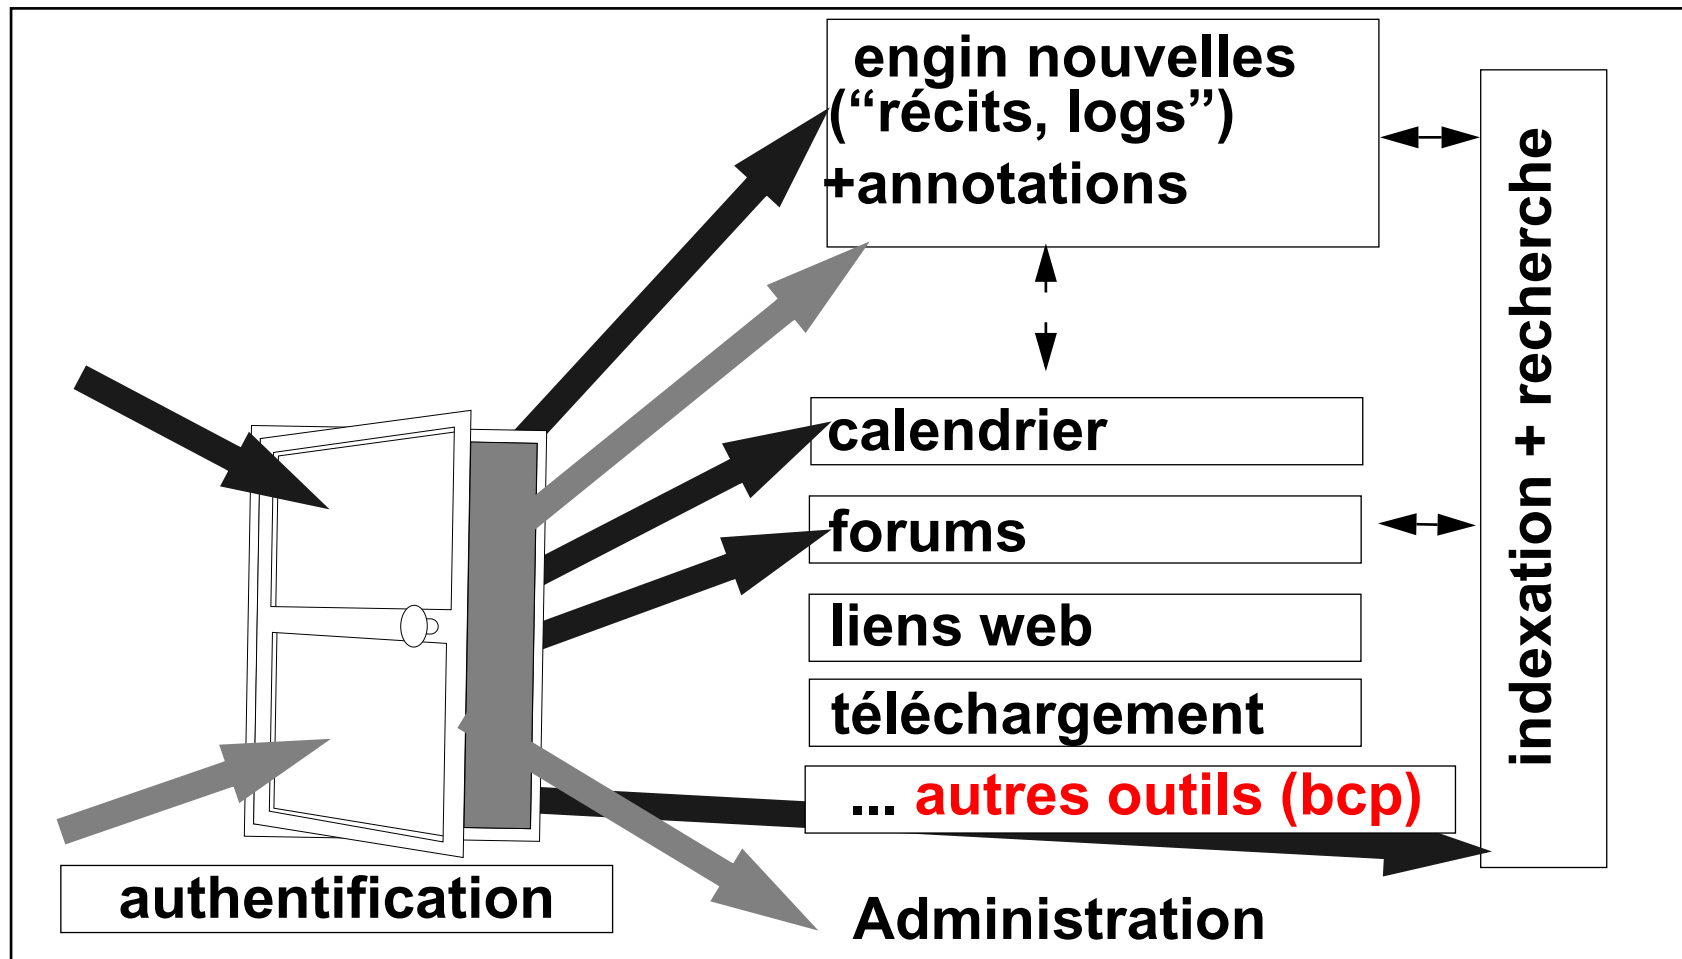 engin nouvelles
(“récits, logs”)
+annotations
calendrier
forums
liens web
téléchargement
... autres outils (bcp)
Administration
authentification
indexation + recherche